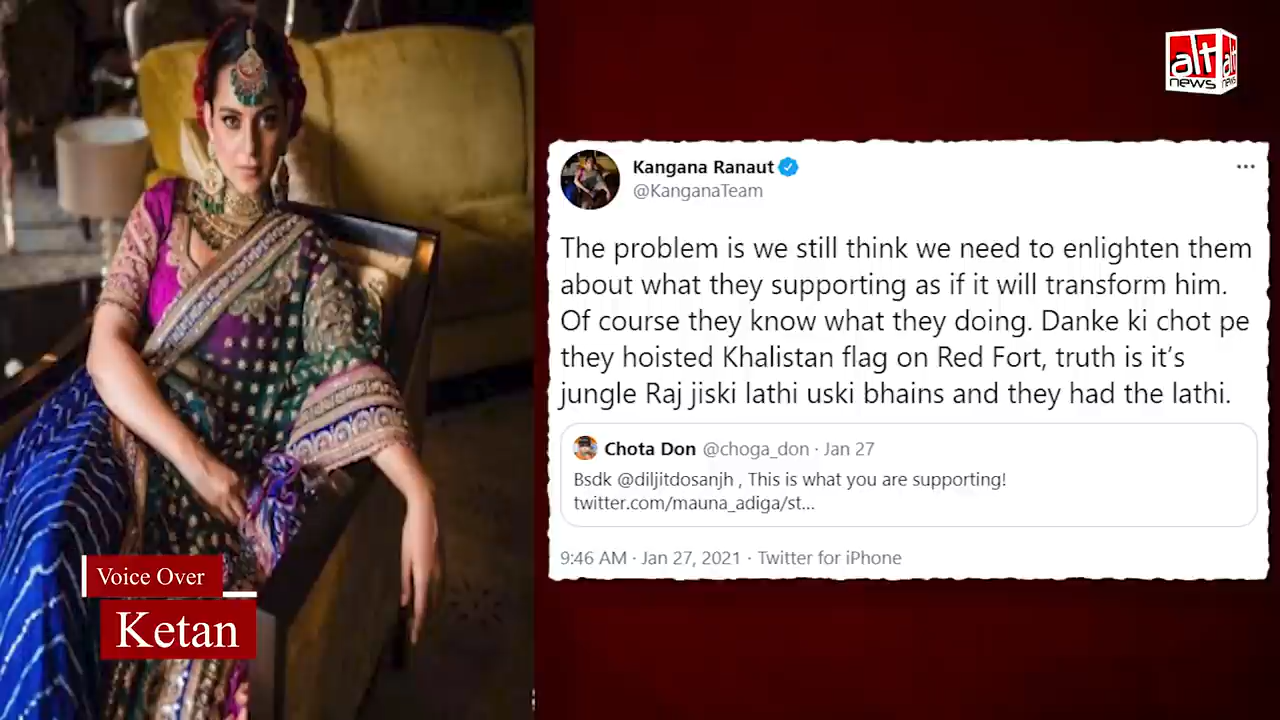 alt
news
Kangana Ranaut
@KanganaTeam
The problem is we still think we need to enlighten them
about what they supporting as if it will transform him.
Of course they know what they doing. Danke ki chot pe
they hoisted Khalistan flag on Red Fort, truth is it's
jungle Raj jiski lathi uski bhains and they had the lathi.
Chota Don @choga_don · Jan 27
Bsdk @diljitdosanjh , This is what you are supporting!
twitter.com/mauna_adiga/st...
9:46 AM · Jan 27, 2021 · Twitter for iPhone
Voice Over
Ketan